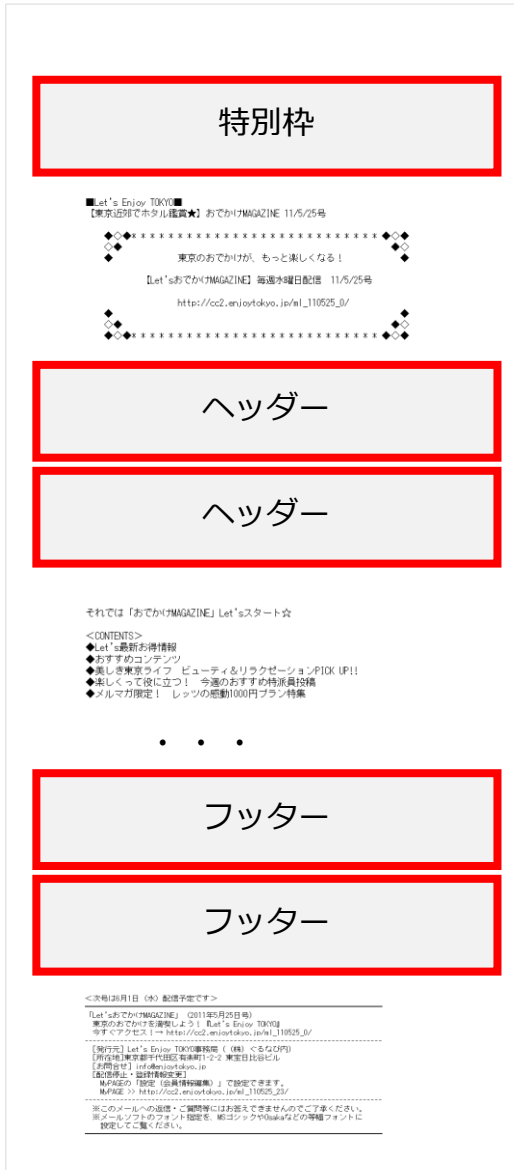 特別枠
■Let's Enjoy TOKYO■
【東京近郊でホタル鑑賞★】おでかけMAGAZINE 11/5/25号
◆◇◆* * * * * * * * * * * * * * * * * * * * * * * * * * * ◆◇◆
◇◆ ◆◇
◆ 東京のおでかけが、もっと楽しくなる！ ◆
【Let'sおでかけMAGAZINE】毎週水曜日配信 11/5/25号
http://cc2.enjoytokyo.jp/ml_110525_0/
◆ ◆
◇◆ ◆◇
◆◇◆* * * * * * * * * * * * * * * * * * * * * * * * * * * ◆◇◆
ヘッダー
ヘッダー
それでは「おでかけMAGAZINE」Let'sスタート☆
＜CONTENTS＞
◆Let's最新お得情報
◆おすすめコンテンツ
◆美しき東京ライフ ビューティ＆リラクゼーションPICK UP!!
◆楽しくって役に立つ！ 今週のおすすめ特派員投稿
◆メルマガ限定！ レッツの感動1000円プラン特集
・ ・ ・
フッター
フッター
＜次号は6月1日（水）配信予定です＞
『Let'sおでかけMAGAZINE』（2011年5月25日号）
東京のおでかけを満喫しよう！『Let's Enjoy TOKYO』
今すぐアクセス！→ http://cc2.enjoytokyo.jp/ml_110525_0/
[発行元] Let's Enjoy TOKYO事務局（（株）ぐるなび内）
[所在地]東京都千代田区有楽町1-2-2 東宝日比谷ビル
[お問合せ] info@enjoytokyo.jp
[配信停止・登録情報変更]
MyPAGEの「設定（会員情報編集）」で設定できます。
MyPAGE >> http://cc2.enjoytokyo.jp/ml_110525_23/
※このメールへの返信・ご質問等にはお答えできませんのでご了承ください。
※メールソフトのフォント指定を、MSゴシックやOsakaなどの等幅フォントに
設定してご覧ください。